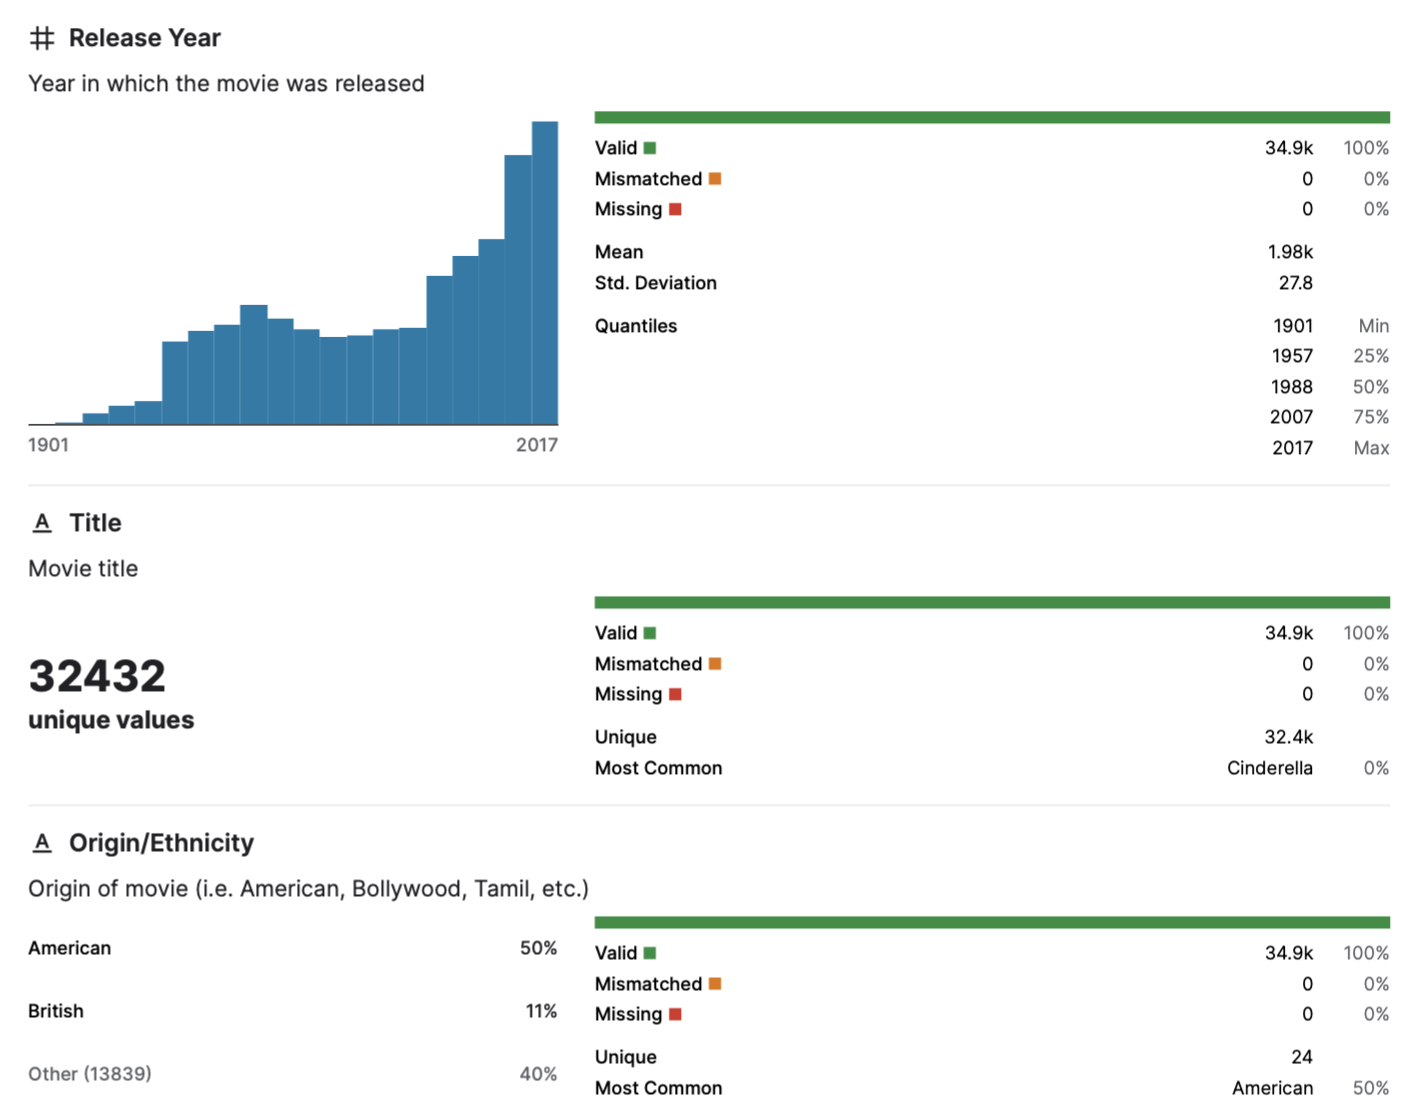 Release Year
Year in which the movie was released
1901 2017
Valid 34.9k 100%
Mismatched 0 0%
Missing 0 0%
Mean 1.98k
Std. Deviation 27.8
Quantiles 1901 Min
1957 25%
1988 50%
2007 75%
2017 Max
A Title
Movie title
32432
unique values
Valid 34.9k 100%
Mismatched 0 0%
Missing 0 0%
Unique 32.4k
Most Common Cinderella 0%
A Origin/Ethnicity
Origin of movie (i.e. American, Bollywood, Tamil, etc.)
American 50%
British 11%
Other (13839) 40%
Valid 34.9k 100%
Mismatched 0 0%
Missing 0 0%
Unique 24
Most Common American 50%